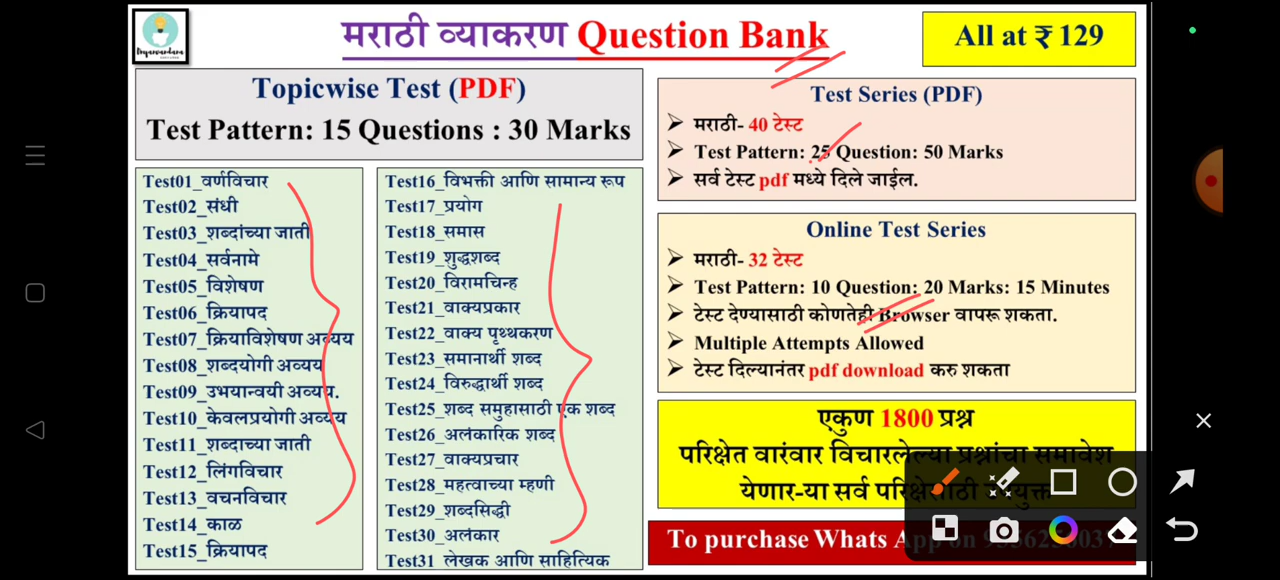 मराठी व्याकरण Question Bank
All at ₹ 129
Topicwise Test (PDF)
Test Pattern: 15 Questions : 30 Marks
Test01_वर्णविचार
Test02_संधी
Test03_शब्दांच्या जाती
Test04_सर्वनामे
Test05_विशेषण
Test06_क्रियापद
Test07_क्रियाविशेषण अव्यय
Test08_शब्दयोगी अव्यय
Test09_उभयान्वयी अव्यय.
Test10_केवलप्रयोगी अव्यय
Test11_शब्दाच्या जाती
Test12_लिंगविचार
Test13_वचनविचार
Test14_काळ
Test15_क्रियापद
Test16_विभक्ती आणि सामान्य रूप
Test17_प्रयोग
Test18_समास
Test19_शुद्धशब्द
Test20_विरामचिन्ह
Test21_वाक्यप्रकार
Test22_वाक्य पृथ्थकरण
Test23_समानार्थी शब्द
Test24_विरुद्धार्थी शब्द
Test25_शब्द समुहासाठी एक शब्द
Test26_अलंकारिक शब्द
Test27_वाक्यप्रचार
Test28_महत्वाच्या म्हणी
Test29_शब्दसिद्धी
Test30_अलंकार
Test31_लेखक आणि साहित्यिक
Test Series (PDF)
मराठी- 40 टेस्ट
Test Pattern: 25 Question: 50 Marks
सर्व टेस्ट pdf मध्ये दिले जाईल.
Online Test Series
मराठी- 32 टेस्ट
Test Pattern: 10 Question: 20 Marks: 15 Minutes
टेस्ट देण्यासाठी कोणतेही Browser वापरू शकता.
Multiple Attempts Allowed
टेस्ट दिल्यानंतर pdf download करु शकता
एकुण 1800 प्रश्न
परिक्षेत वारंवार विचारलेल्या प्रश्नांचा समावेश
येणार-या सर्व परिक्षेसाठी उपयुक्त
To purchase Whats App on